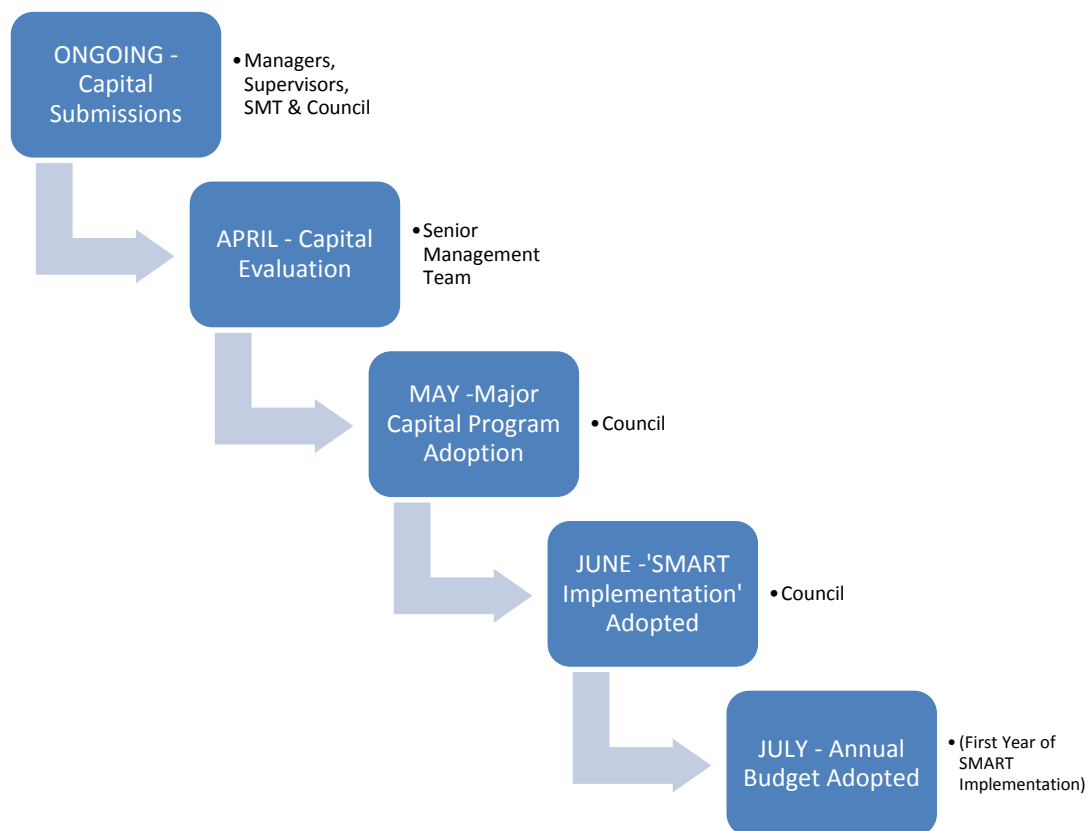 ONGOING -
Capital
Submissions
•Managers,
Supervisors,
SMT & Council
APRIL - Capital
Evaluation
•Senior
Management
Team
MAY -Major
Capital Program
Adoption
•Council
JUNE -'SMART
Implementation'
Adopted
•Council
JULY - Annual
Budget Adopted
•(First Year of
SMART
Implementation)